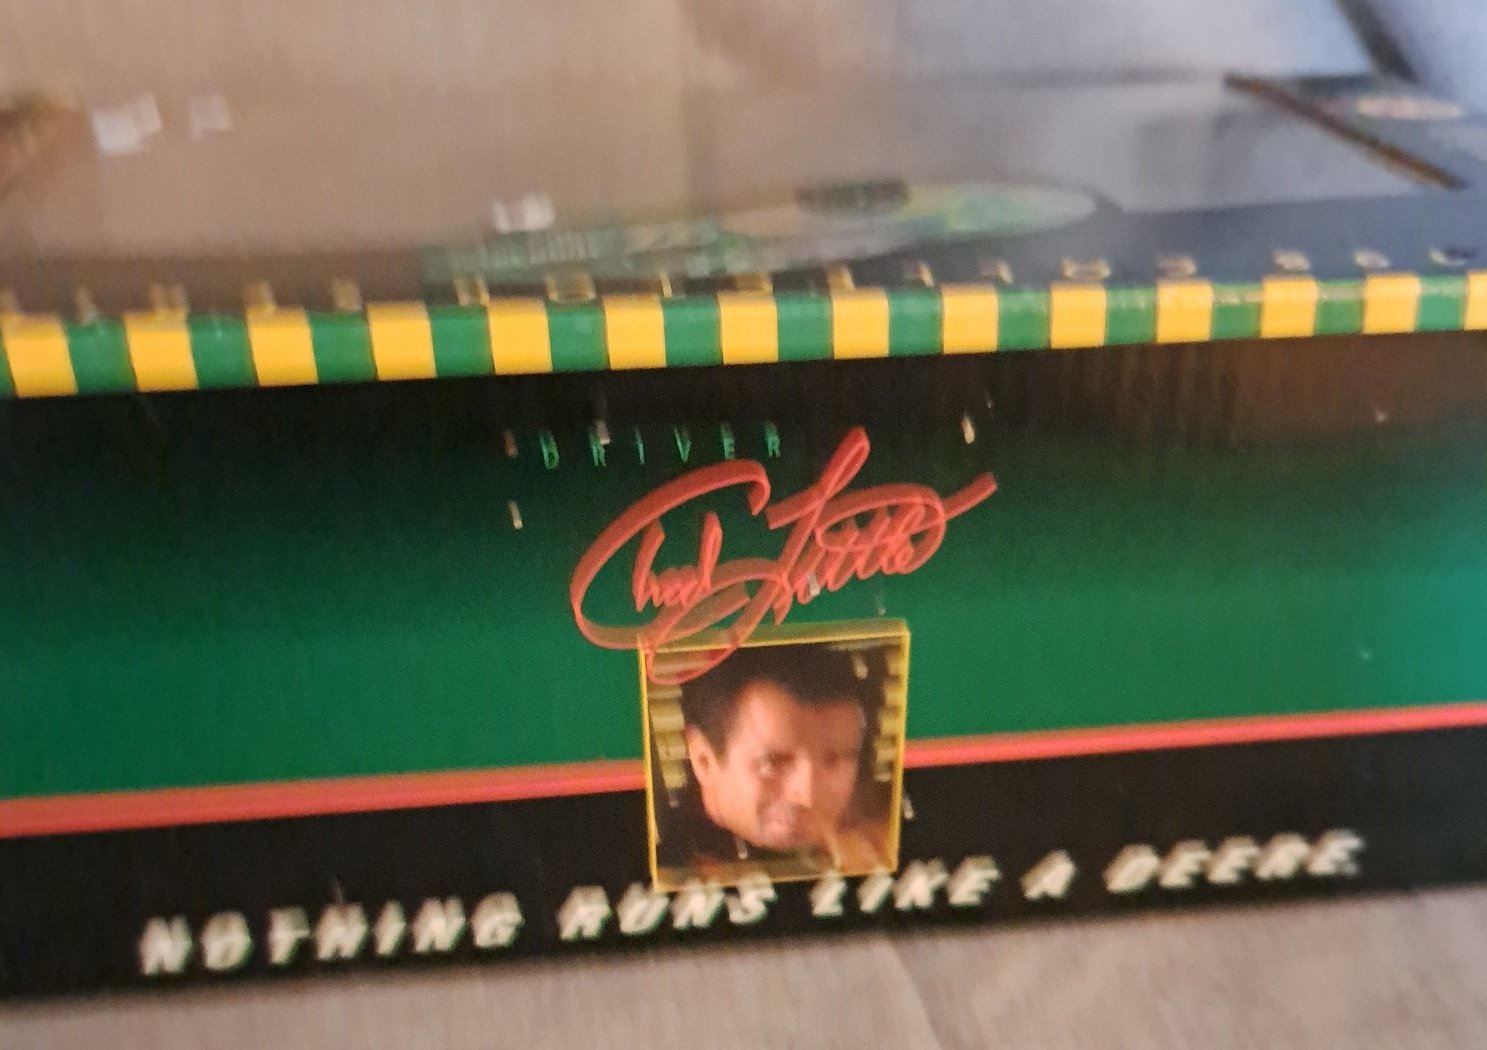 DRIVER
Chad Little
NOTHING RUNS LIKE A DEERE